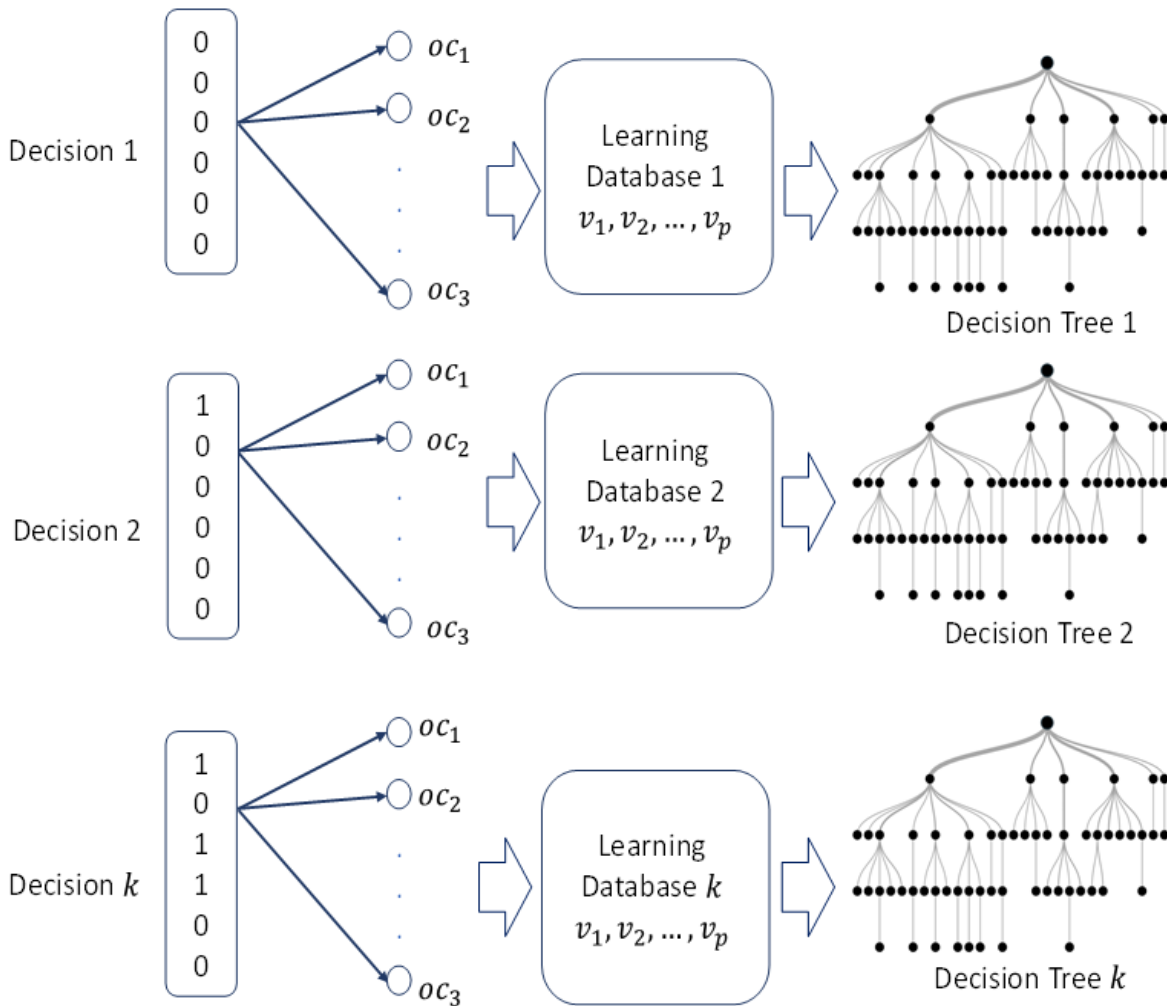 Decision 1
0
0
0
0
0
0
oc₁
oc₂
.
.
.
oc₃
Learning
Database 1
v₁, v₂, ..., vₚ
Decision Tree 1
Decision 2
1
0
0
0
0
0
oc₁
oc₂
.
.
.
oc₃
Learning
Database 2
v₁, v₂, ..., vₚ
Decision Tree 2
Decision k
1
0
1
1
0
0
oc₁
oc₂
.
.
.
oc₃
Learning
Database k
v₁, v₂, ..., vₚ
Decision Tree k